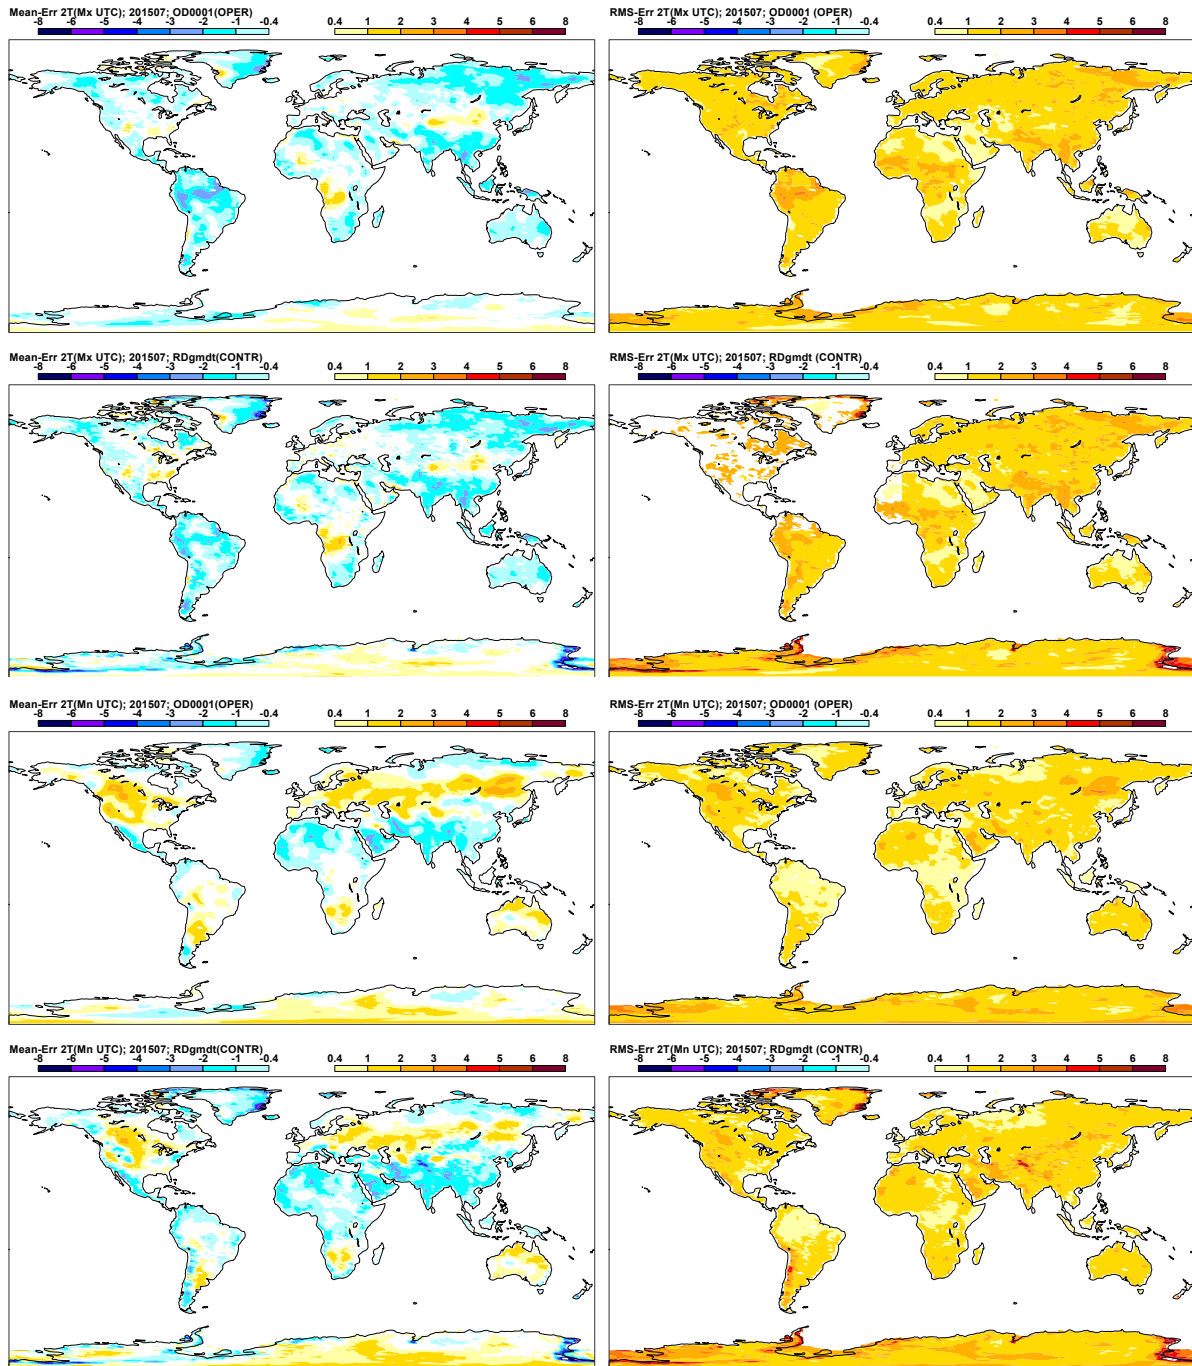 Mean-Err 2T(Mx UTC); 201507; OD0001(OPER)
-8 -6 -4 -3 -2 -1 -0.4 0.4 1 2 3 4 5 6 8
RMS-Err 2T(Mx UTC); 201507; OD0001 (OPER)
-8 -6 -4 -3 -2 -1 -0.4 0.4 1 2 3 4 5 6 8
Mean-Err 2T(Mx UTC); 201507; RDgmdt(CONTR)
-8 -6 -4 -3 -2 -1 -0.4 0.4 1 2 3 4 5 6 8
RMS-Err 2T(Mx UTC); 201507; RDgmdt (CONTR)
-8 -6 -4 -3 -2 -1 -0.4 0.4 1 2 3 4 5 6 8
Mean-Err 2T(Mn UTC); 201507; OD0001(OPER)
-8 -6 -4 -3 -2 -1 -0.4 0.4 1 2 3 4 5 6 8
RMS-Err 2T(Mn UTC); 201507; OD0001 (OPER)
-8 -6 -4 -3 -2 -1 -0.4 0.4 1 2 3 4 5 6 8
Mean-Err 2T(Mn UTC); 201507; RDgmdt(CONTR)
-8 -6 -4 -3 -2 -1 -0.4 0.4 1 2 3 4 5 6 8
RMS-Err 2T(Mn UTC); 201507; RDgmdt (CONTR)
-8 -6 -4 -3 -2 -1 -0.4 0.4 1 2 3 4 5 6 8